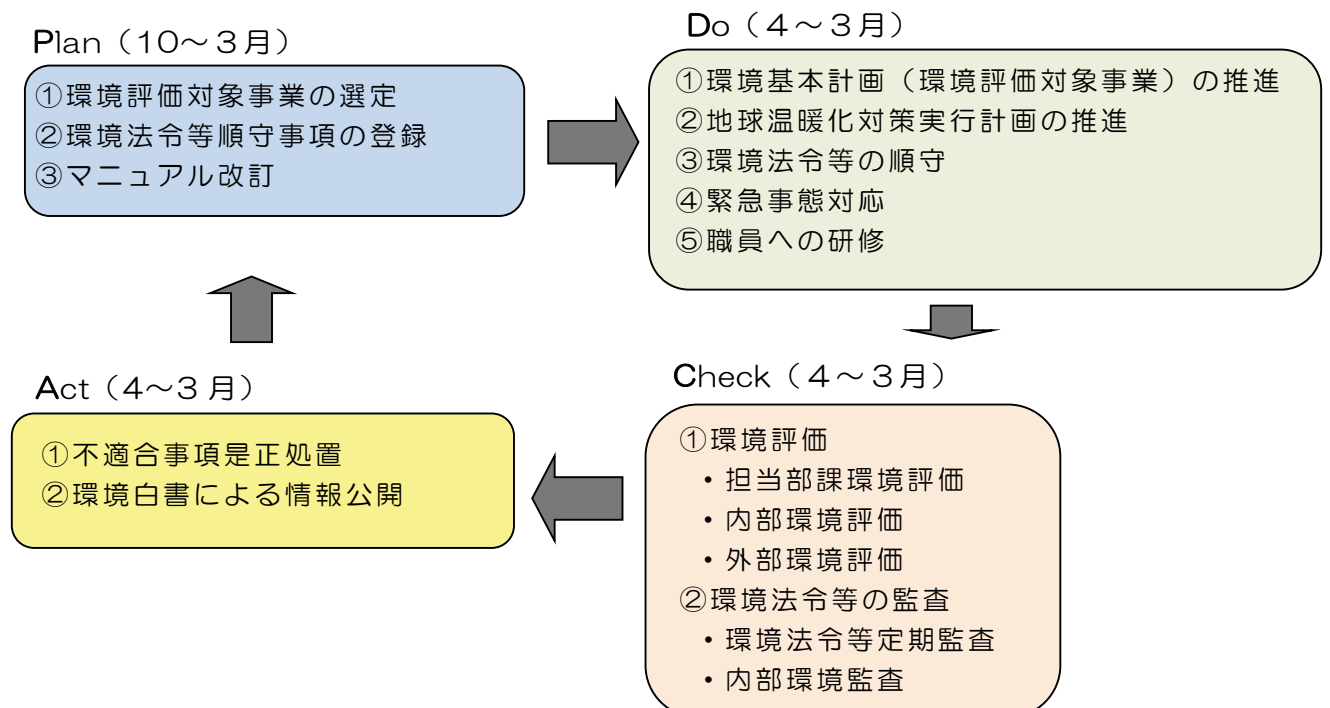 Plan（10～３月）
①環境評価対象事業の選定
②環境法令等順守事項の登録
③マニュアル改訂
Do（４～３月）
①環境基本計画（環境評価対象事業）の推進
②地球温暖化対策実行計画の推進
③環境法令等の順守
④緊急事態対応
⑤職員への研修
Check（４～３月）
①環境評価
・担当部課環境評価
・内部環境評価
・外部環境評価
②環境法令等の監査
・環境法令等定期監査
・内部環境監査
Act（4～３月）
①不適合事項是正処置
②環境白書による情報公開